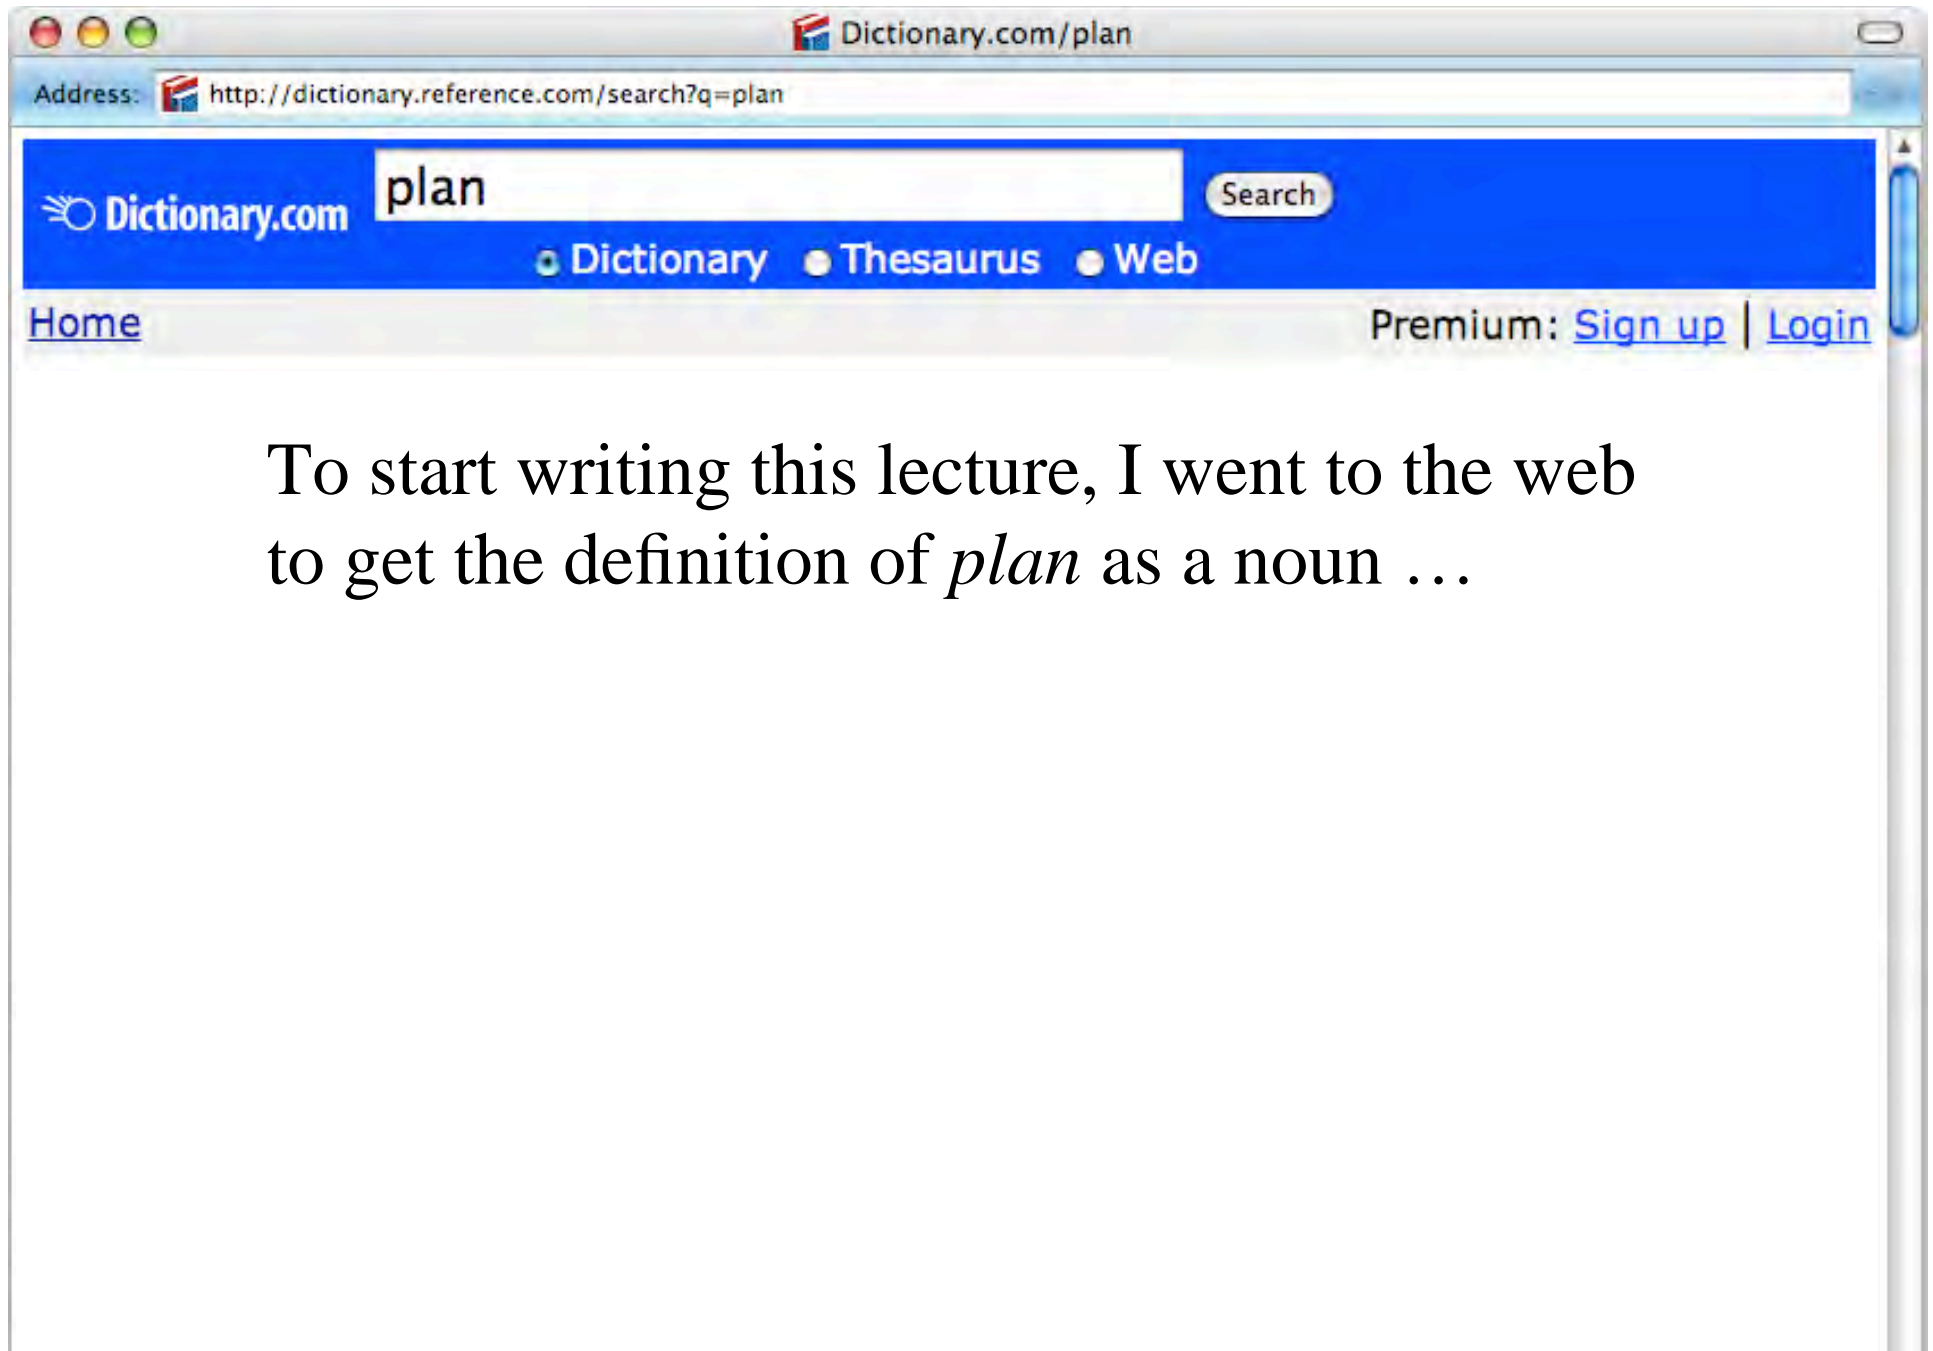 Dictionary.com/plan
Address: http://dictionary.reference.com/search?q=plan
Dictionary.com plan Search
Dictionary Thesaurus Web
Home Premium: Sign up | Login
To start writing this lecture, I went to the web
to get the definition of plan as a noun …